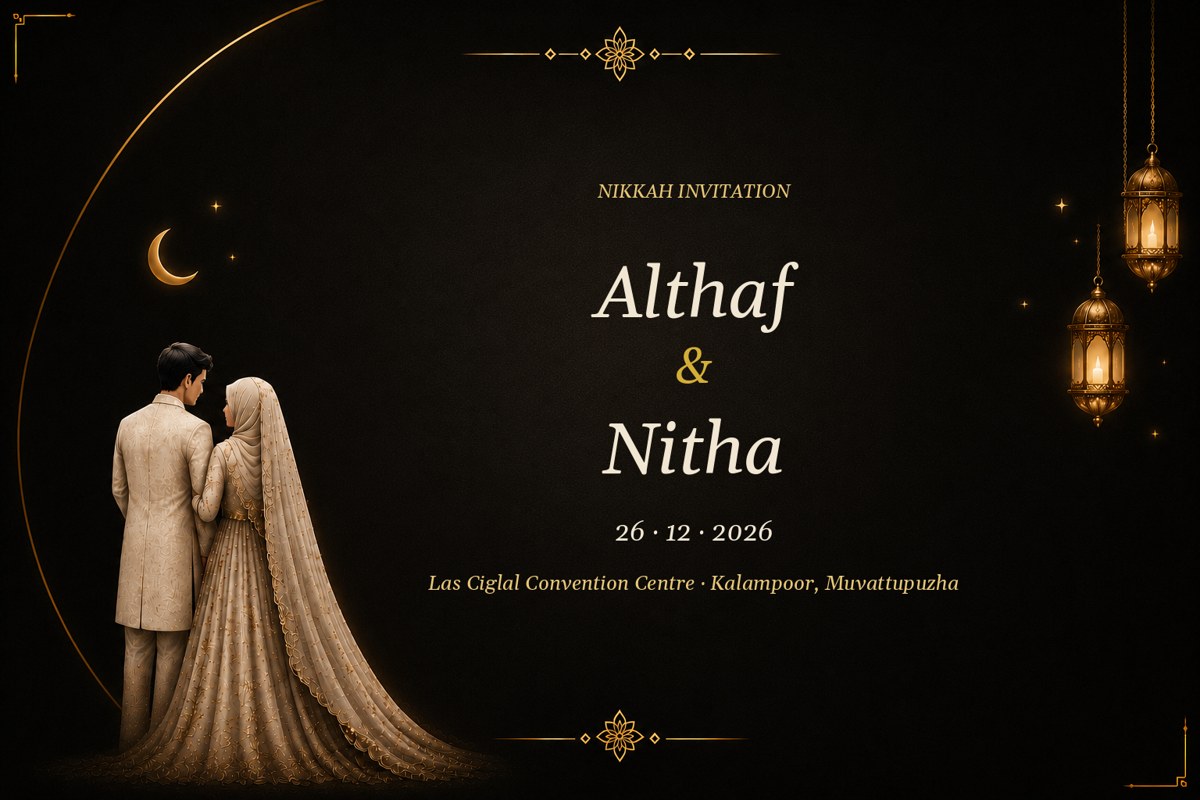 NIKKAH INVITATION
Althaf
&
Nitha
26 · 12 · 2026
Las Ciglal Convention Centre · Kalampoor, Muvattupuzha